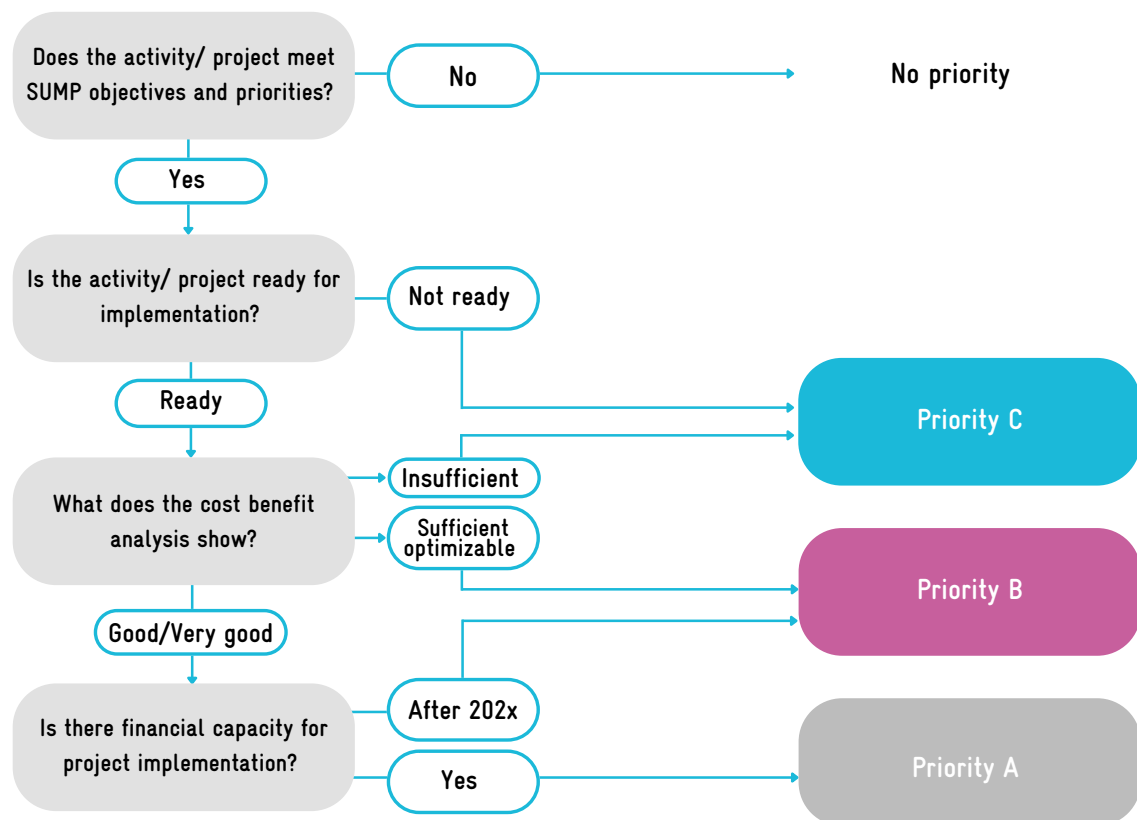 Does the activity/ project meet
SUMP objectives and priorities?
No
No priority
Yes
Is the activity/ project ready for
implementation?
Not ready
Ready
Priority C
What does the cost benefit
analysis show?
Insufficient
Sufficient
optimizable
Priority B
Good/Very good
Is there financial capacity for
project implementation?
After 202x
Yes
Priority A